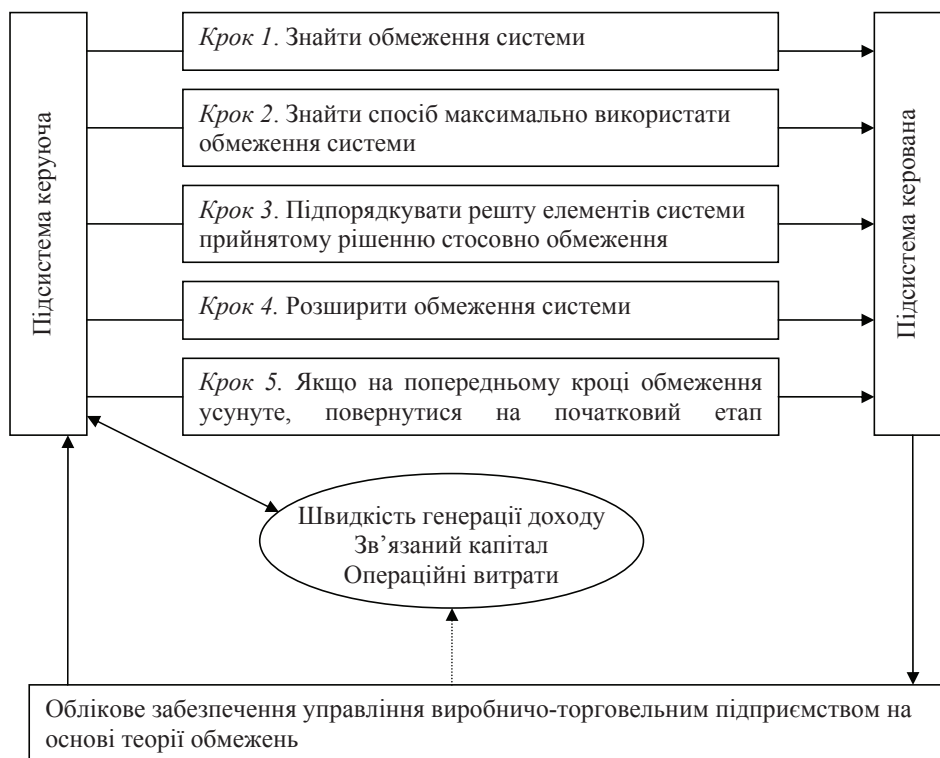 Підсистема керуюча
Крок 1. Знайти обмеження системи
Крок 2. Знайти спосіб максимально використати
обмеження системи
Крок 3. Підпорядкувати решту елементів системи
прийнятому рішенню стосовно обмеження
Крок 4. Розширити обмеження системи
Крок 5. Якщо на попередньому кроці обмеження
усунуте, повернутися на початковий етап
Підсистема керована
Швидкість генерації доходу
Зв’язаний капітал
Операційні витрати
Облікове забезпечення управління виробничо-торговельним підприємством на
основі теорії обмежень